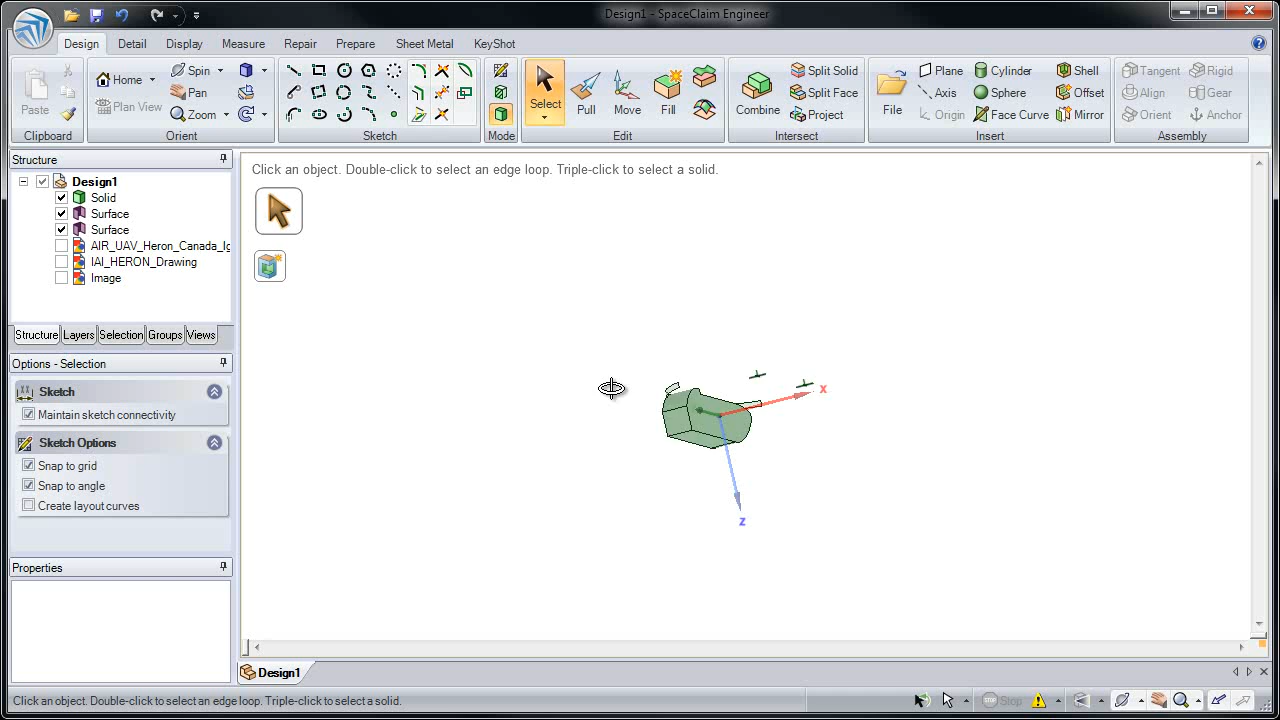 Design1 - SpaceClaim Engineer
Design Detail Display Measure Repair Prepare Sheet Metal KeyShot
Paste
Clipboard
Home Spin
Plan View Pan
Zoom
Orient
Sketch
Mode
Select Pull Move Fill
Edit
Combine Split Solid
Split Face
Project
Intersect
File Plane Cylinder Shell
Axis Sphere Offset
Origin Face Curve Mirror
Insert
Tangent Rigid
Align Gear
Orient Anchor
Assembly
Structure
Design1
Solid
Surface
Surface
AIR_UAV_Heron_Canada_Ig
IAI_HERON_Drawing
Image
Structure Layers Selection Groups Views
Options - Selection
Sketch
Maintain sketch connectivity
Sketch Options
Snap to grid
Snap to angle
Create layout curves
Properties
Click an object. Double-click to select an edge loop. Triple-click to select a solid.
x
z
Design1
Click an object. Double-click to select an edge loop. Triple-click to select a solid.
Stop